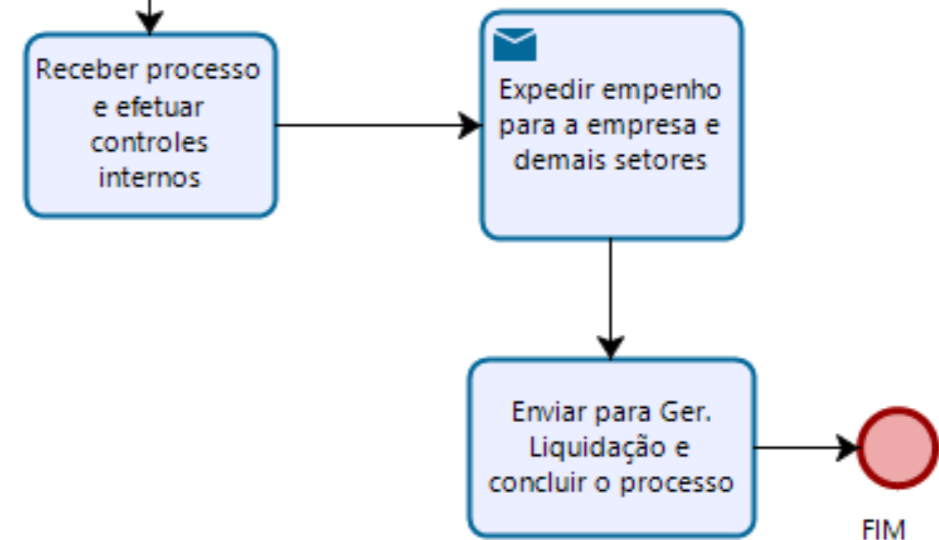 Receber processo
e efetuar
controles
internos
Expedir empenho
para a empresa e
demais setores
Enviar para Ger.
Liquidação e
concluir o processo
FIM